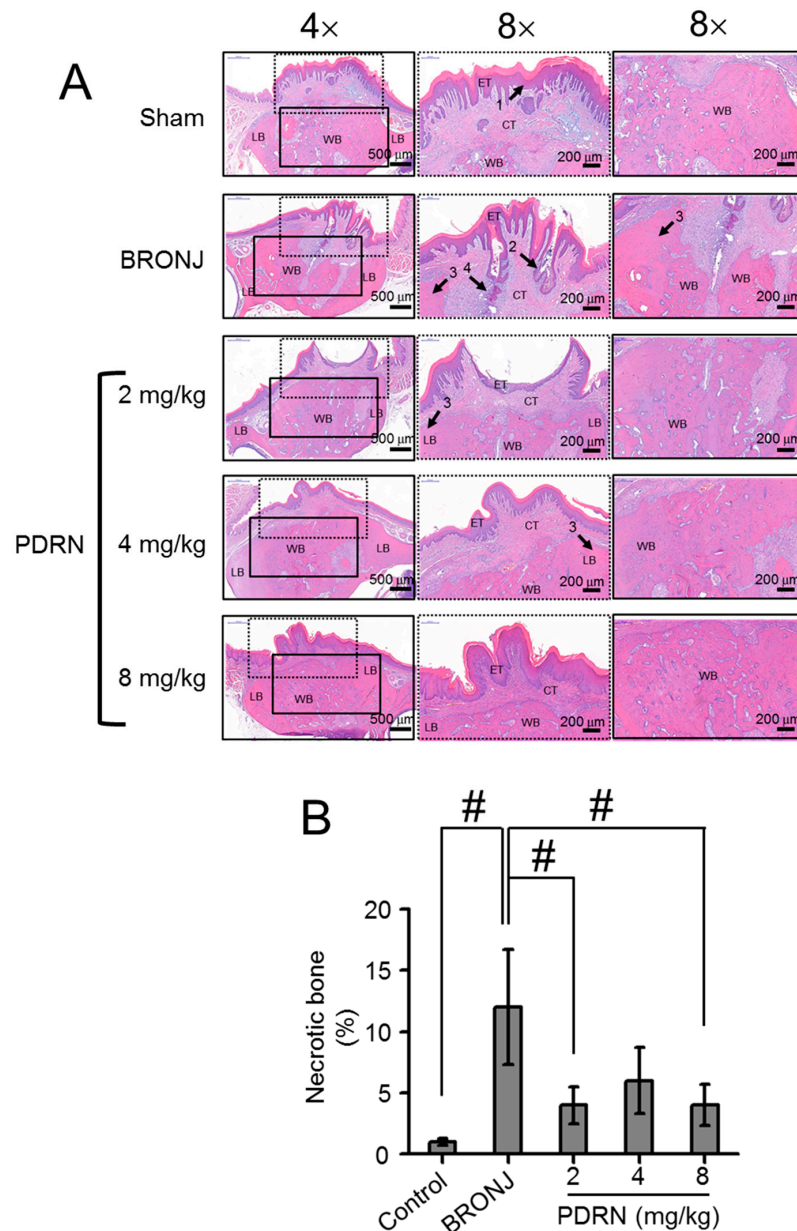 4× 8× 8×
A
Sham
ET
1
CT
WB
LB WB LB
500 μm
WB
200 μm
200 μm
BRONJ
ET
2
3 4
CT
200 μm
WB
LB LB
500 μm
3
WB
WB
200 μm
PDRN
2 mg/kg
WB
LB LB
500 μm
ET
CT
3
LB LB
WB
200 μm
WB
200 μm
4 mg/kg
WB
LB LB
500 μm
ET
CT
3
LB
WB
200 μm
WB
200 μm
8 mg/kg
LB
LB WB
500 μm
ET
CT
LB WB
200 μm
WB
200 μm
B
# #
#
Necrotic bone
(%)
20
15
10
5
0
Control
BRONJ
2 4 8
PDRN (mg/kg)